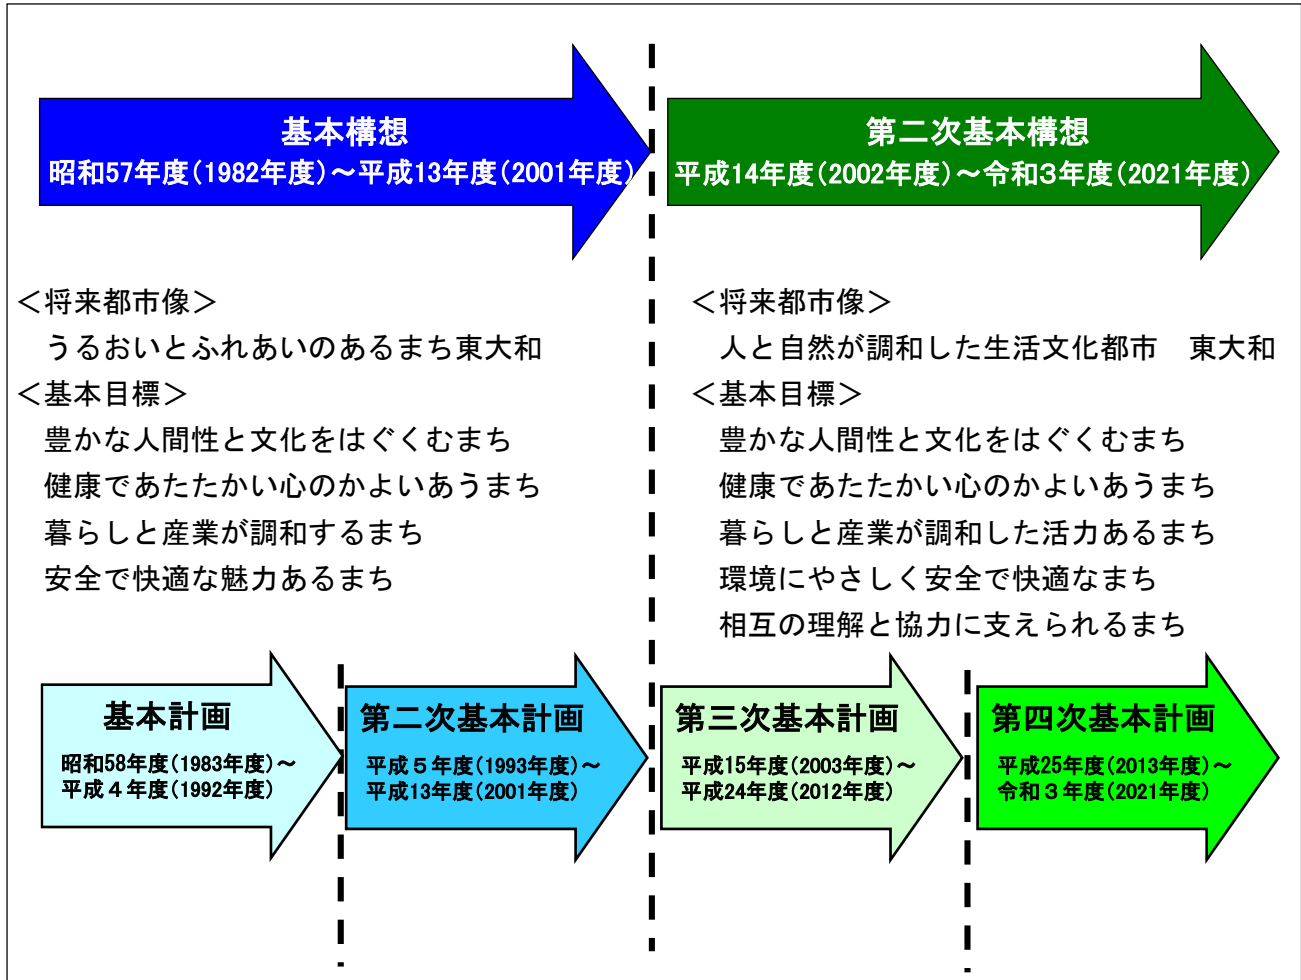 基本構想
昭和57年度(1982年度)～平成13年度(2001年度)
第二次基本構想
平成14年度(2002年度)～令和3年度(2021年度)
＜将来都市像＞
うるおいとふれあいのあるまち東大和
＜基本目標＞
豊かな人間性と文化をはぐくむまち
健康であたたかい心のかよいあうまち
暮らしと産業が調和するまち
安全で快適な魅力あるまち
＜将来都市像＞
人と自然が調和した生活文化都市　東大和
＜基本目標＞
豊かな人間性と文化をはぐくむまち
健康であたたかい心のかよいあうまち
暮らしと産業が調和した活力あるまち
環境にやさしく安全で快適なまち
相互の理解と協力に支えられるまち
基本計画
昭和58年度(1983年度)～
平成４年度(1992年度)
第二次基本計画
平成５年度(1993年度)～
平成13年度(2001年度)
第三次基本計画
平成15年度(2003年度)～
平成24年度(2012年度)
第四次基本計画
平成25年度(2013年度)～
令和３年度(2021年度)